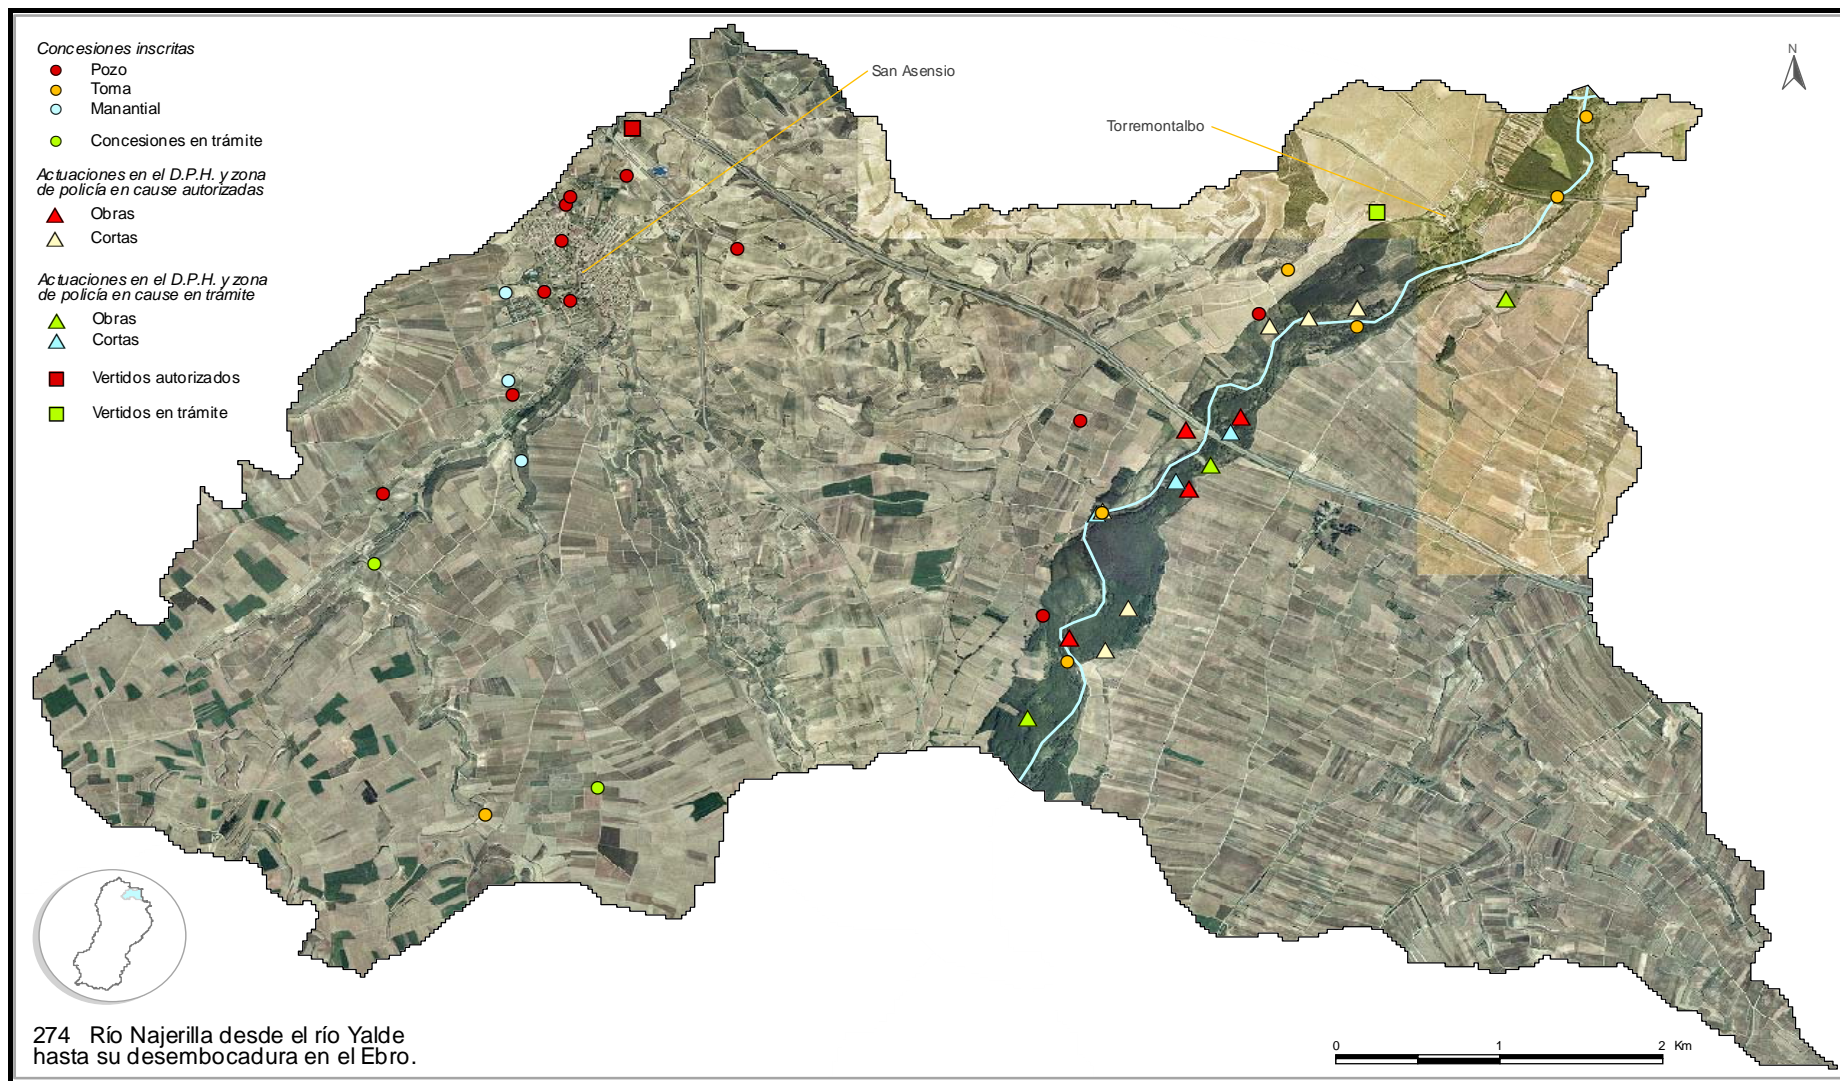 Concesiones inscritas
Pozo
Toma
Manantial
Concesiones en trámite
Actuaciones en el D.P.H. y zona
de policía en cause autorizadas
Obras
Cortas
Actuaciones en el D.P.H. y zona
de policía en cause en trámite
Obras
Cortas
Vertidos autorizados
Vertidos en trámite
San Asensio
Torremontalbo
N
274 Río Najerilla desde el río Yalde
hasta su desembocadura en el Ebro.
0 1 2 Km